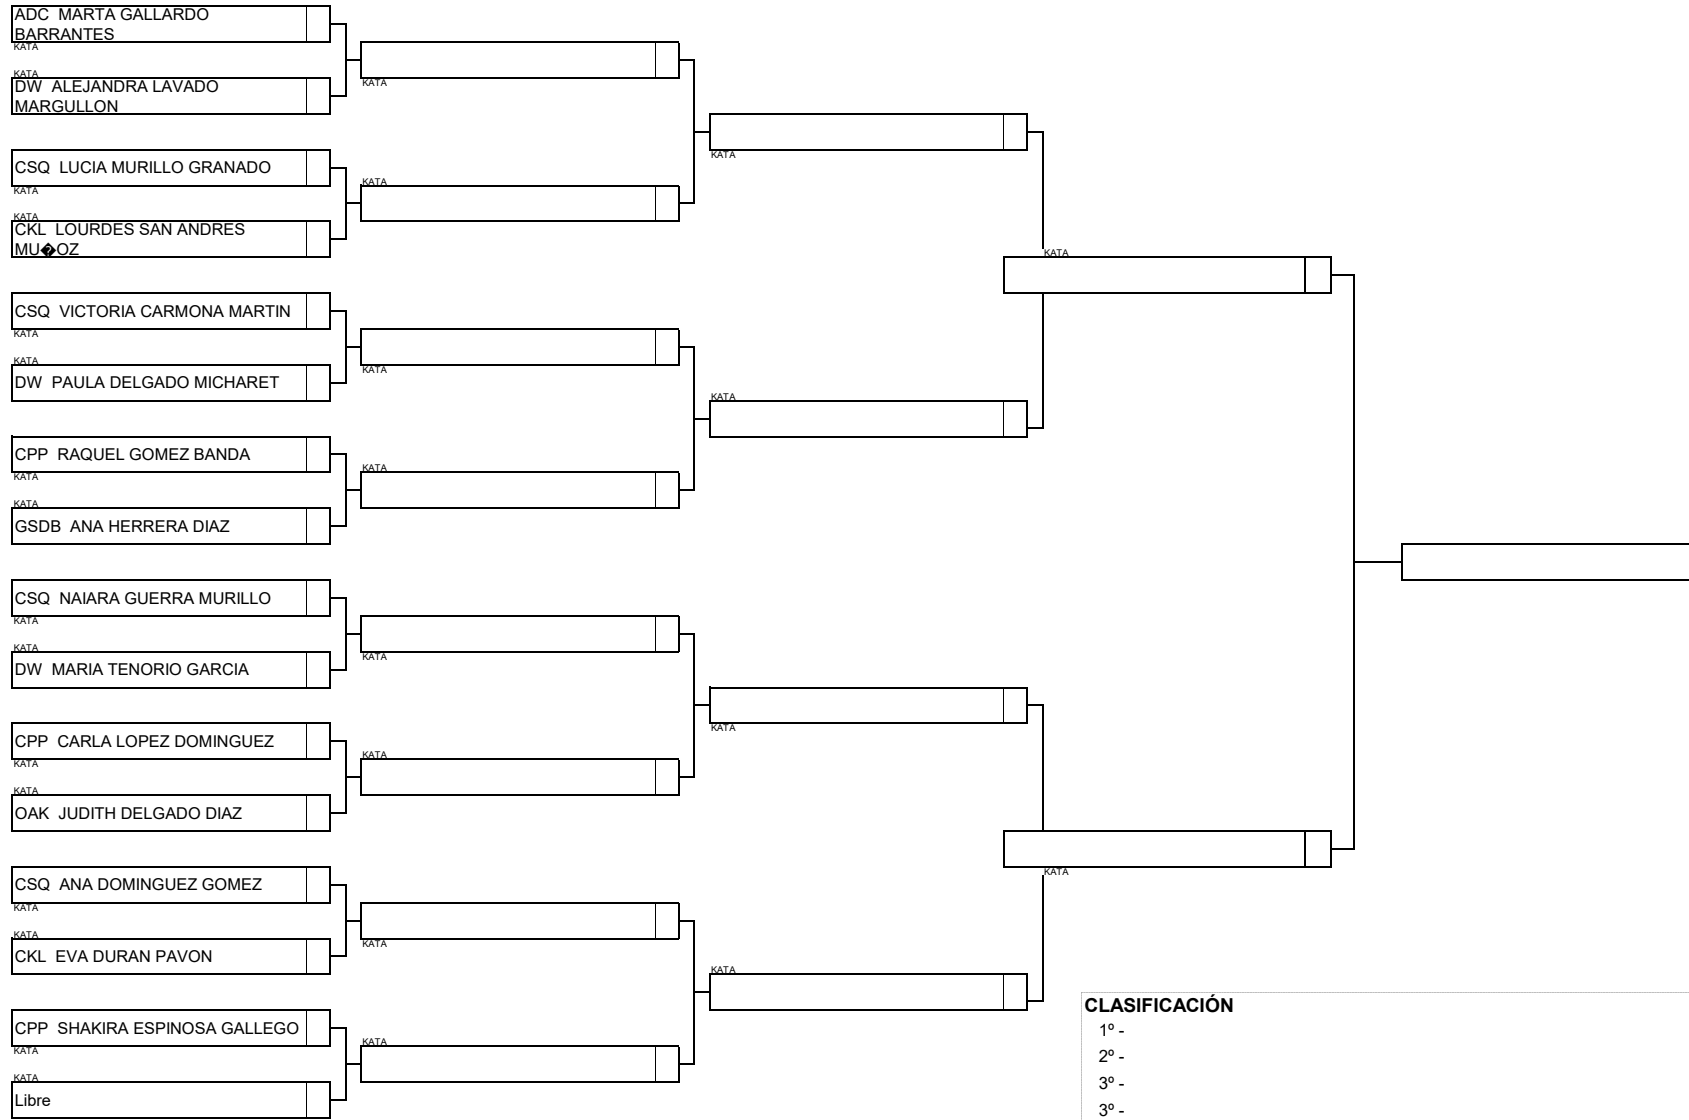 ADC  MARTA GALLARDO
BARRANTES
KATA
KATA
DW  ALEJANDRA LAVADO
MARGULLON
CSQ  LUCIA MURILLO GRANADO
KATA
KATA
CKL  LOURDES SAN ANDRES
MU�OZ
CSQ  VICTORIA CARMONA MARTIN
KATA
KATA
DW  PAULA DELGADO MICHARET
CPP  RAQUEL GOMEZ BANDA
KATA
KATA
GSDB  ANA HERRERA DIAZ
CSQ  NAIARA GUERRA MURILLO
KATA
KATA
DW  MARIA TENORIO GARCIA
CPP  CARLA LOPEZ DOMINGUEZ
KATA
KATA
OAK  JUDITH DELGADO DIAZ
CSQ  ANA DOMINGUEZ GOMEZ
KATA
KATA
CKL  EVA DURAN PAVON
CPP  SHAKIRA ESPINOSA GALLEGO
KATA
KATA
Libre
KATA
KATA
KATA
KATA
KATA
KATA
KATA
KATA
KATA
KATA
KATA
KATA
KATA
KATA
CLASIFICACIÓN
1º -
2º -
3º -
3º -